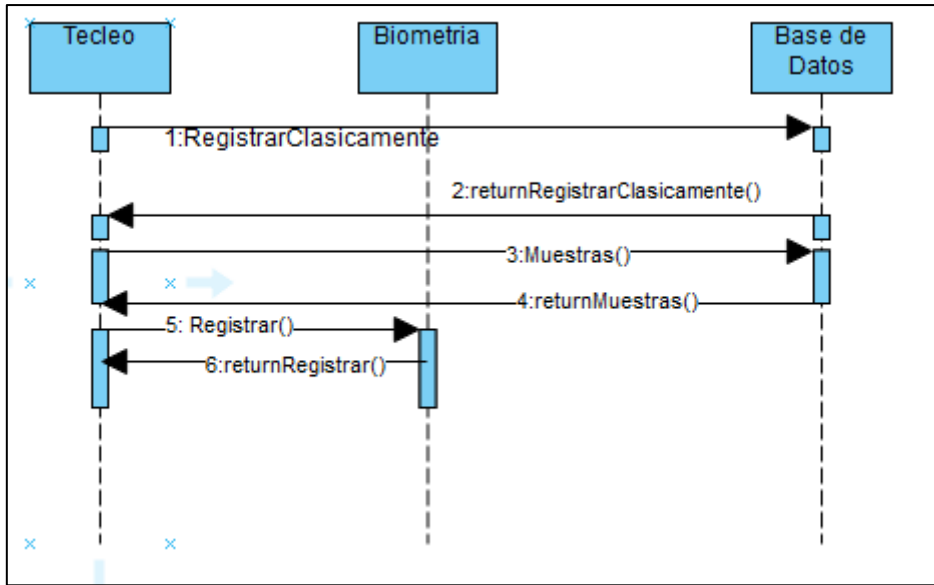 Tecleo
Biometria
Base de
Datos
1:RegistrarClasicamente
2:returnRegistrarClasicamente()
3:Muestras()
4:returnMuestras()
5: Registrar()
6:returnRegistrar()